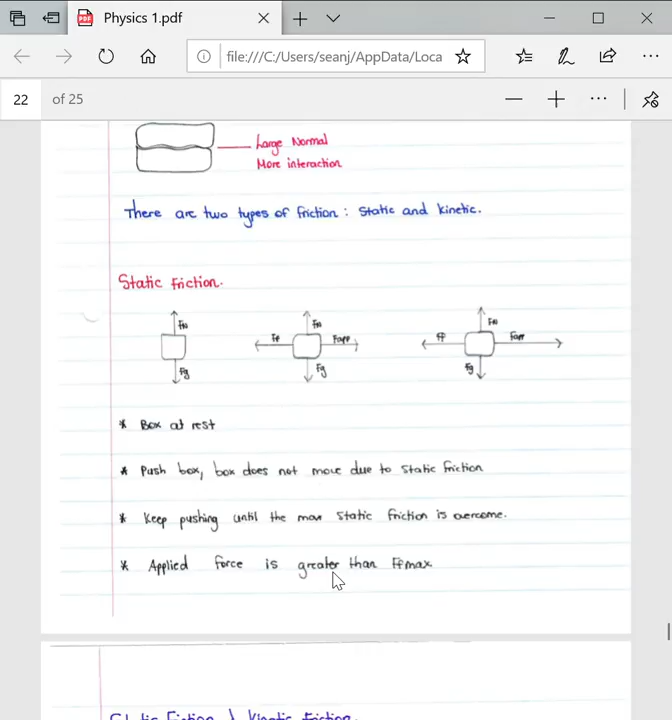 Physics 1.pdf
file:///C:/Users/seanj/AppData/Loca
22 of 25
Large Normal
More interaction
There are two types of friction : Static and kinetic.
Static Friction.
FN FN FN
Ff Fapp Ff Fapp
Fg Fg Fg
* Box at rest
* Push box, box does not move due to static friction
* Keep pushing until the max static friction is overcome.
* Applied force is greater than Ffmax